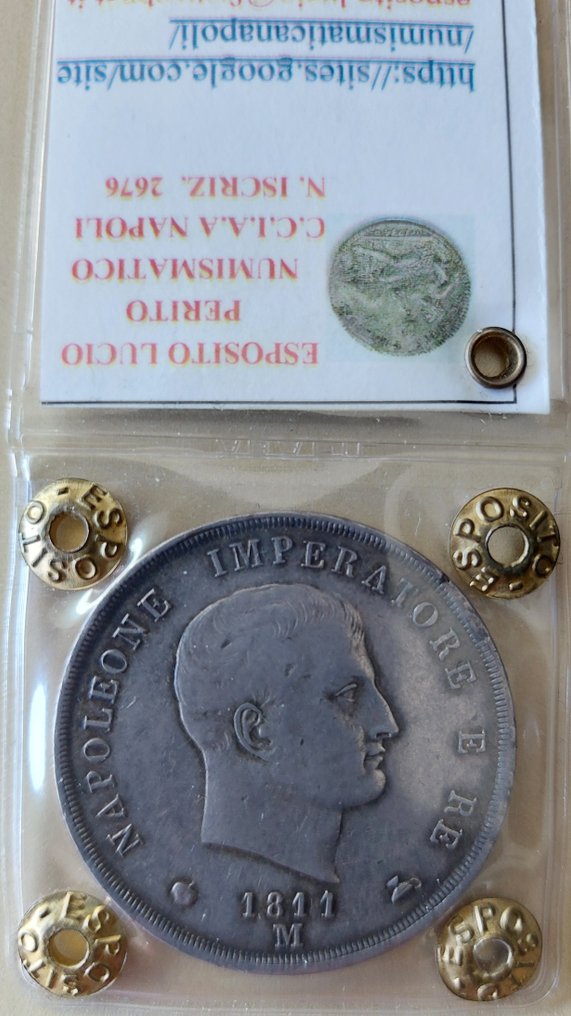 ESPOSITO LUCIO
PERITO
NUMISMATICO
C.C.I.A.A NAPOLI
N. ISCRIZ. 2676
https://sites.google.com/site
/numismaticanapoli/
ESPOSITO -
ESPOSITO -
NAPOLEONE IMPERATORE E RE
1811
M
ESPOSITO -
ESPOSITO -